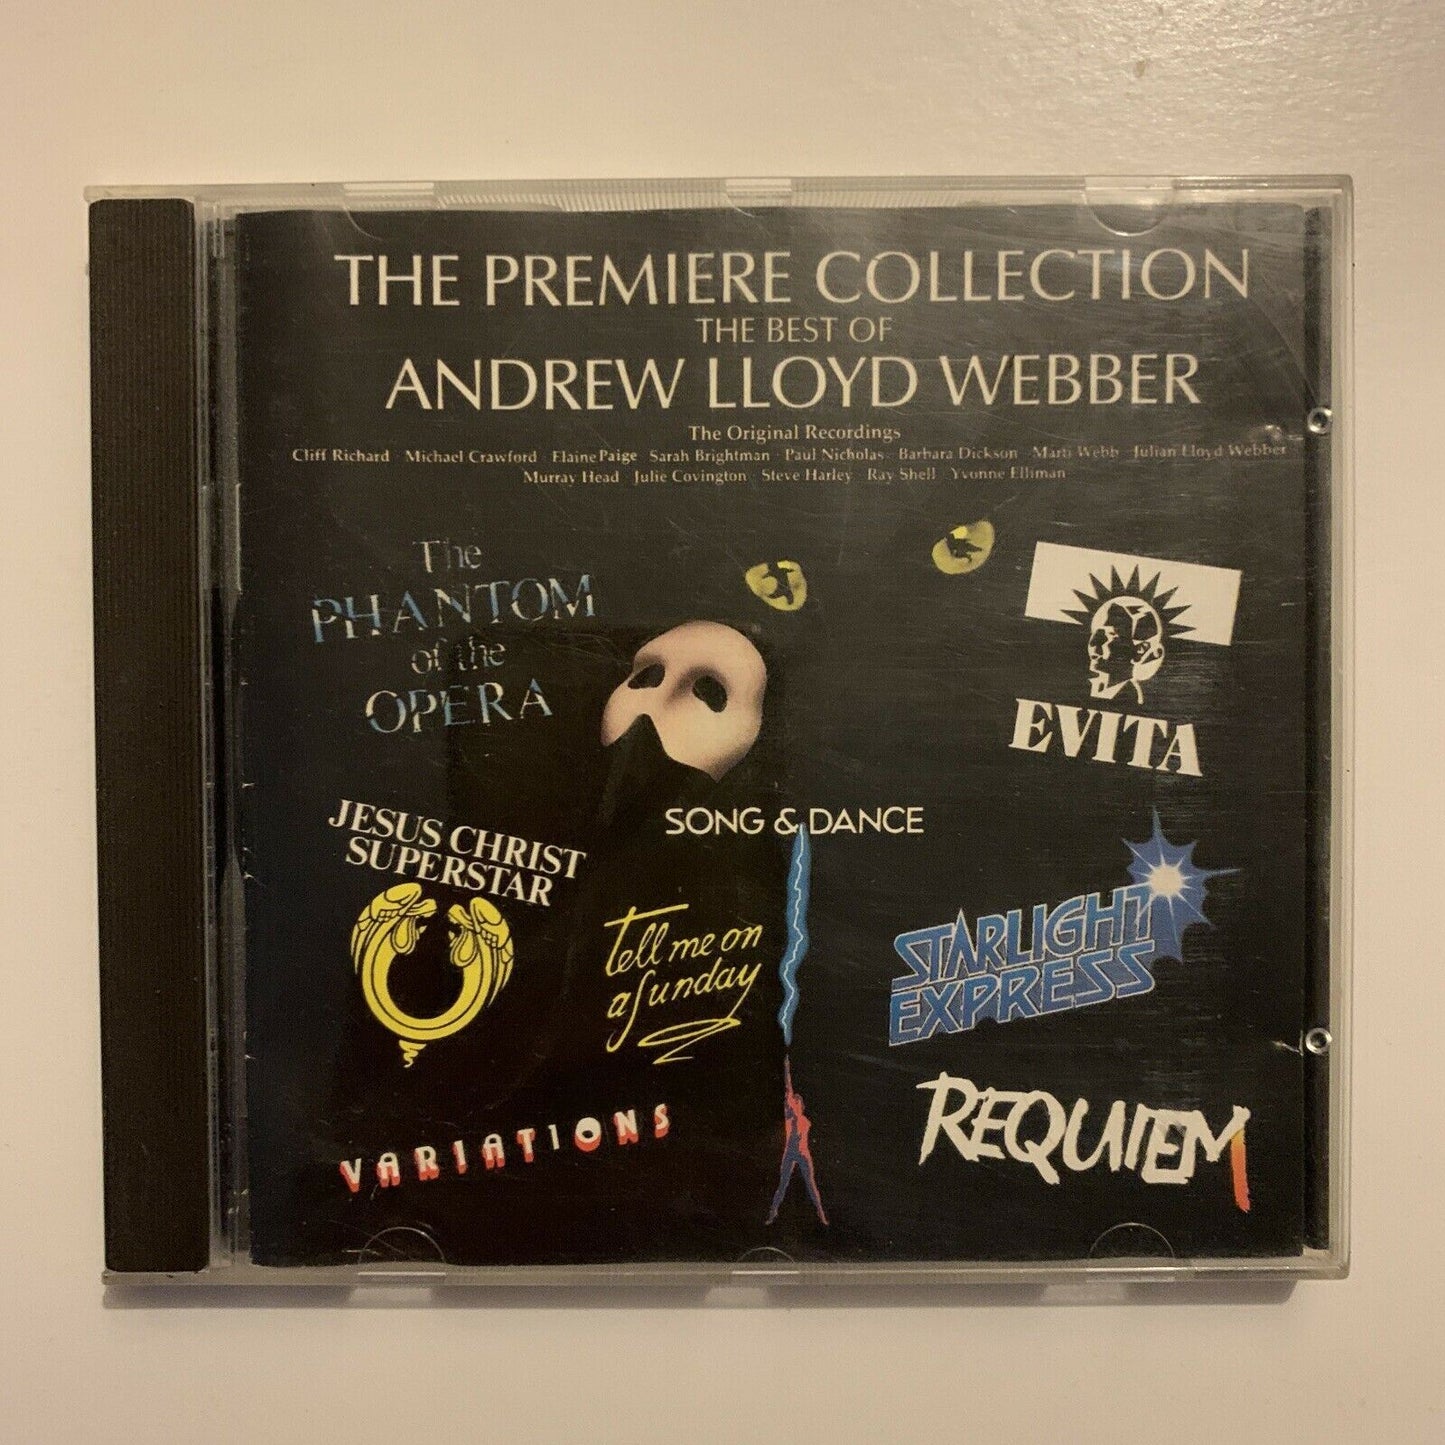 THE PREMIERE COLLECTION
THE BEST OF
ANDREW LLOYD WEBBER
The Original Recordings
Cliff Richard · Michael Crawford · Elaine Paige · Sarah Brightman · Paul Nicholas · Barbara Dickson · Marti Webb · Julian Lloyd Webber
Murray Head · Julie Covington · Steve Harley · Ray Shell · Yvonne Elliman
The
PHANTOM
of the
OPERA
EVITA
SONG & DANCE
JESUS CHRIST
SUPERSTAR
tell me on
a sunday
STARLIGHT
EXPRESS
VARIATIONS
REQUIEM